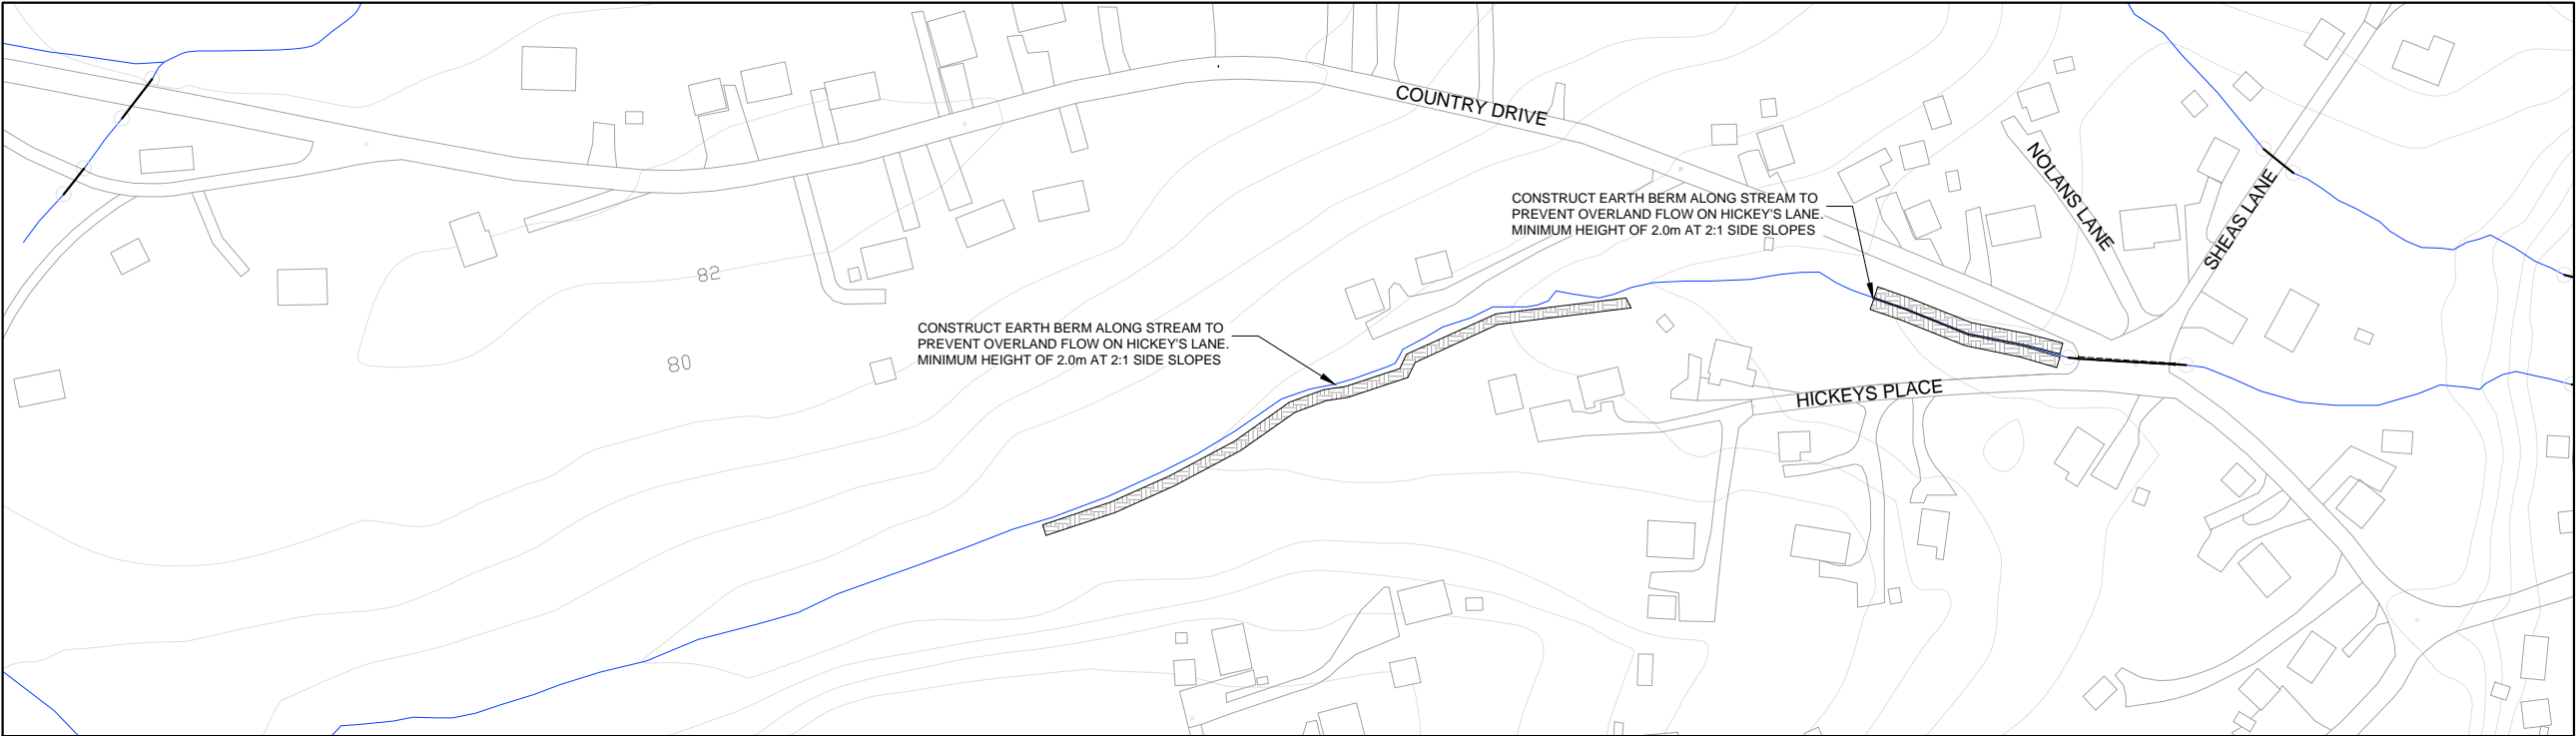 COUNTRY DRIVE
NOLANS LANE
SHEAS LANE
CONSTRUCT EARTH BERM ALONG STREAM TO
PREVENT OVERLAND FLOW ON HICKEY'S LANE.
MINIMUM HEIGHT OF 2.0m AT 2:1 SIDE SLOPES
82
CONSTRUCT EARTH BERM ALONG STREAM TO
PREVENT OVERLAND FLOW ON HICKEY'S LANE.
MINIMUM HEIGHT OF 2.0m AT 2:1 SIDE SLOPES
80
HICKEYS PLACE